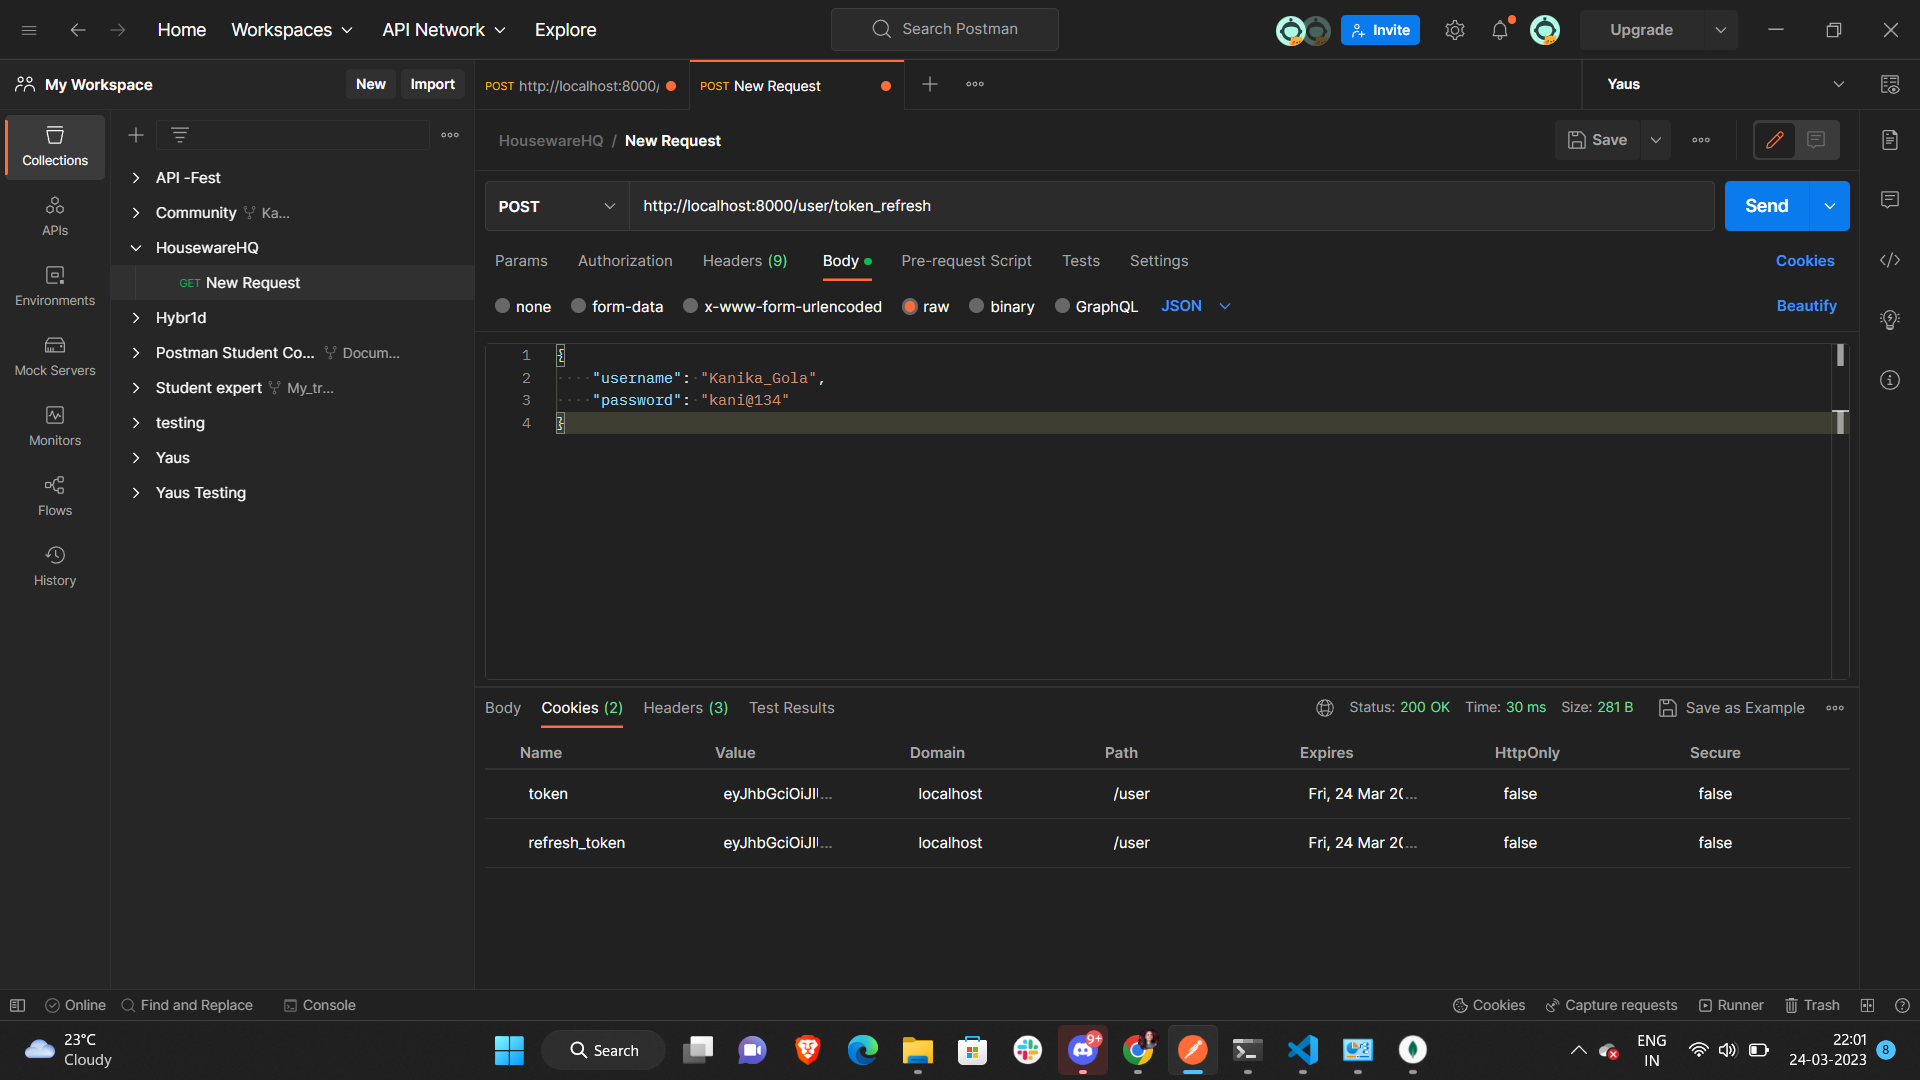 Home Workspaces API Network Explore Search Postman Invite Upgrade
My Workspace New Import POST http://localhost:8000/ POST New Request Yaus
HousewareHQ / New Request Save
Collections
APIs
Environments
Mock Servers
Monitors
Flows
History
API -Fest
Community Ka...
HousewareHQ
GET New Request
Hybr1d
Postman Student Co... Docum...
Student expert My_tr...
testing
Yaus
Yaus Testing
POST http://localhost:8000/user/token_refresh Send
Params Authorization Headers (9) Body Pre-request Script Tests Settings Cookies
none form-data x-www-form-urlencoded raw binary GraphQL JSON Beautify
1 {
2 "username": "Kanika_Gola",
3 "password": "kani@134"
4 }
Body Cookies (2) Headers (3) Test Results Status: 200 OK Time: 30 ms Size: 281 B Save as Example
Name Value Domain Path Expires HttpOnly Secure
token eyJhbGciOiJIU... localhost /user Fri, 24 Mar 20... false false
refresh_token eyJhbGciOiJIU... localhost /user Fri, 24 Mar 20... false false
Online Find and Replace Console Cookies Capture requests Runner Trash
23°C
Cloudy
Search
9+
ENG
IN
22:01
24-03-2023
8